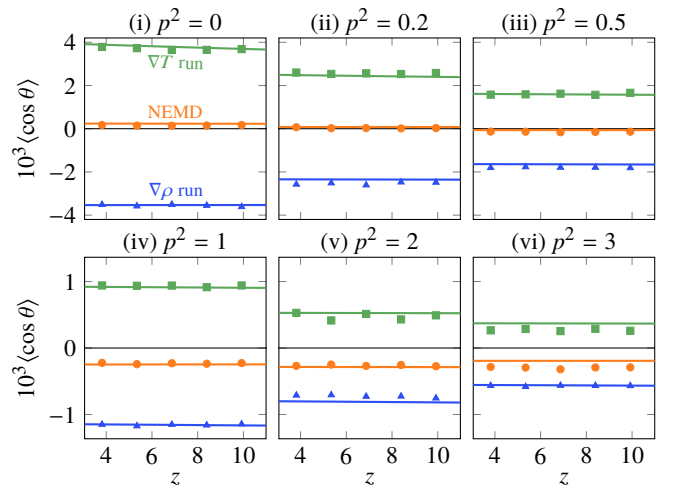 (i) p² = 0 (ii) p² = 0.2 (iii) p² = 0.5
4
2
0
−2
−4
10³⟨cos θ⟩
∇T run
NEMD
∇ρ run
(iv) p² = 1 (v) p² = 2 (vi) p² = 3
1
0
−1
10³⟨cos θ⟩
4 6 8 10 4 6 8 10 4 6 8 10
z z z